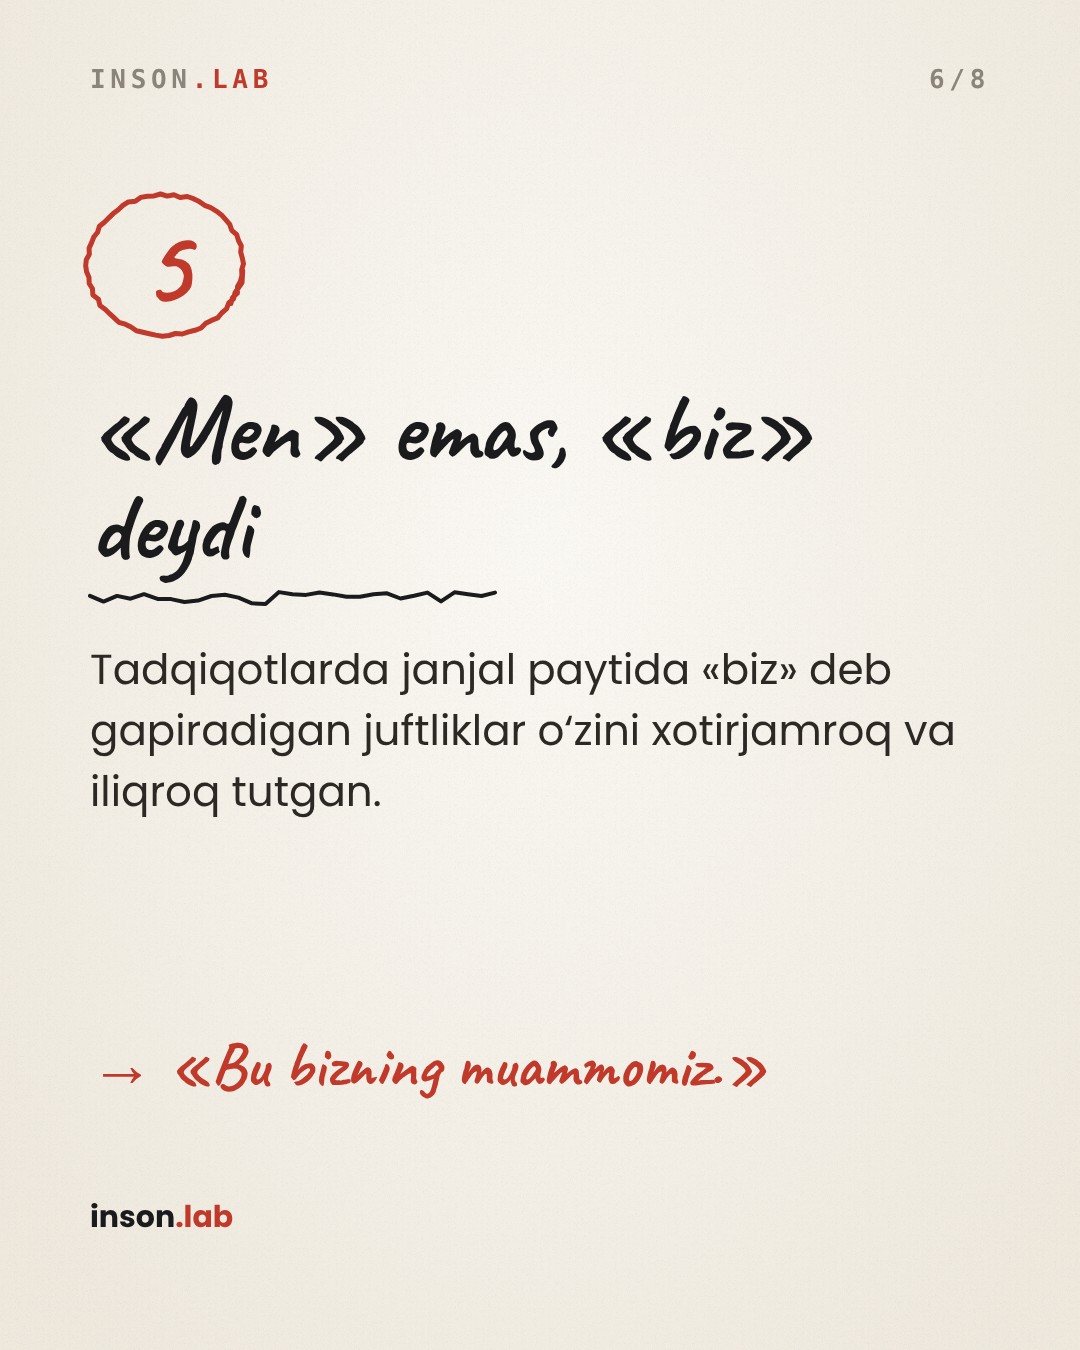 INSON.LAB
6/8
5
«Men» emas, «biz»
deydi
Tadqiqotlarda janjal paytida «biz» deb
gapiradigan juftliklar o‘zini xotirjamroq va
iliqroq tutgan.
→ «Bu bizning muammomiz.»
inson.lab